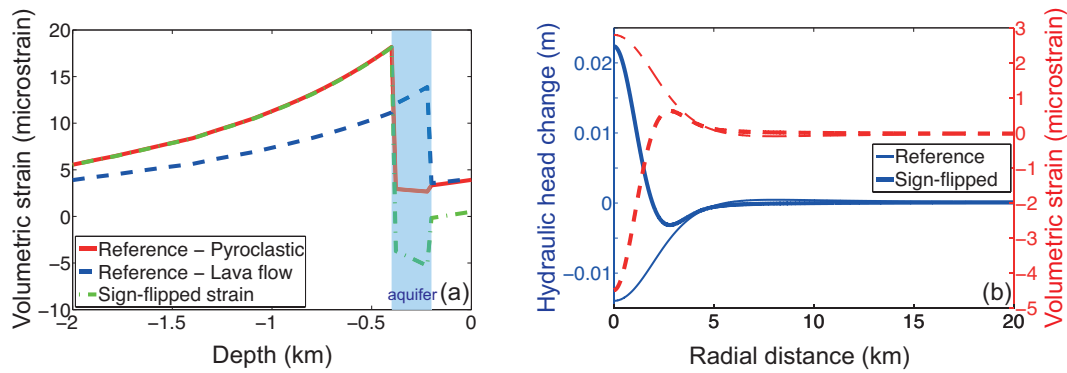 Volumetric strain (microstrain)
20
15
10
5
0
−5
−10
−2
−1.5
−1
−0.5
0
Depth (km)
Reference − Pyroclastic
Reference − Lava flow
Sign−flipped strain
aquifer
(a)
Hydraulic head change (m)
0.02
0.01
0
−0.01
0
5
10
15
20
Radial distance (km)
Reference
Sign−flipped
(b)
3
2
1
0
−1
−2
−3
−4
−5
Volumetric strain (microstrain)